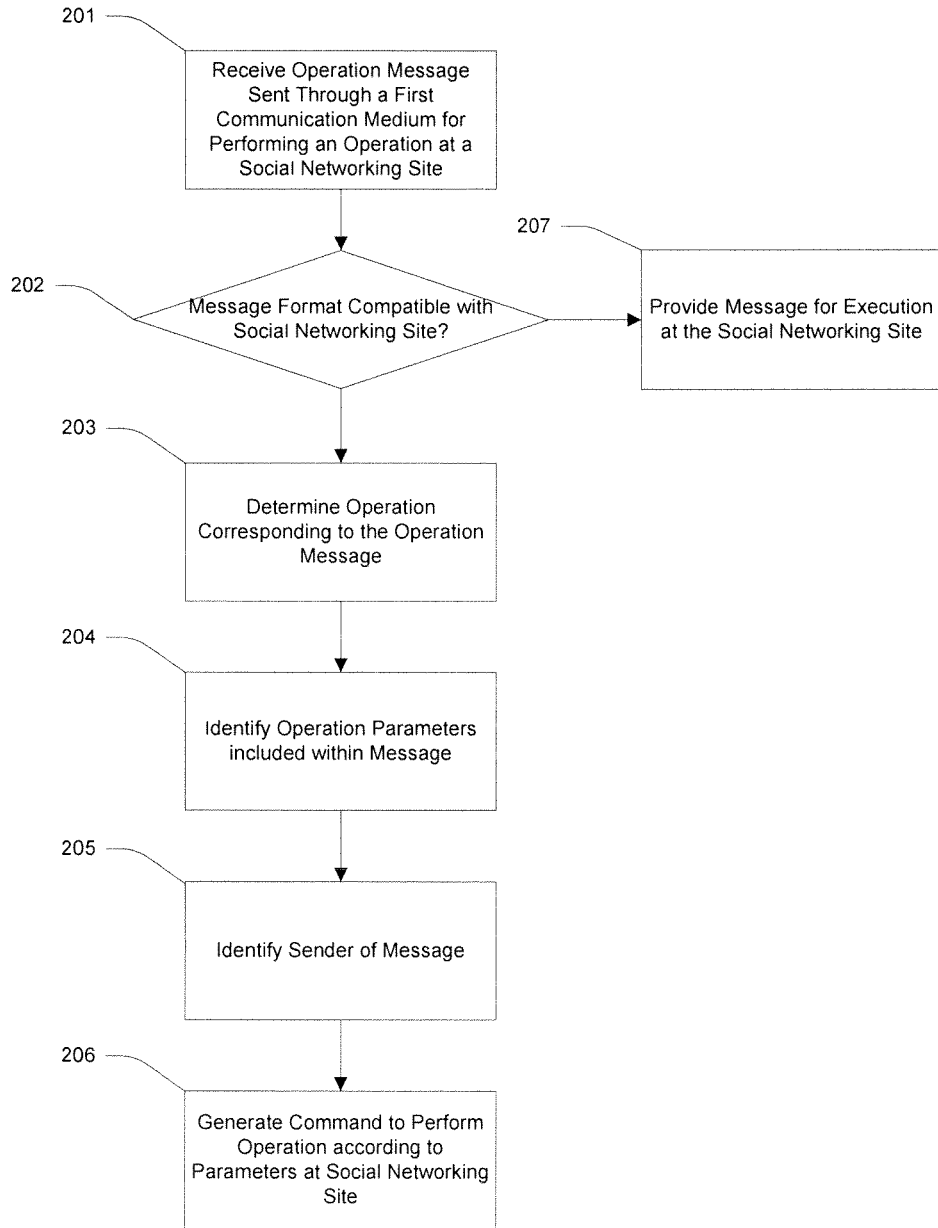 201
Receive Operation Message
Sent Through a First
Communication Medium for
Performing an Operation at a
Social Networking Site
207
202
Message Format Compatible with
Social Networking Site?
Provide Message for Execution
at the Social Networking Site
203
Determine Operation
Corresponding to the Operation
Message
204
Identify Operation Parameters
included within Message
205
Identify Sender of Message
206
Generate Command to Perform
Operation according to
Parameters at Social Networking
Site